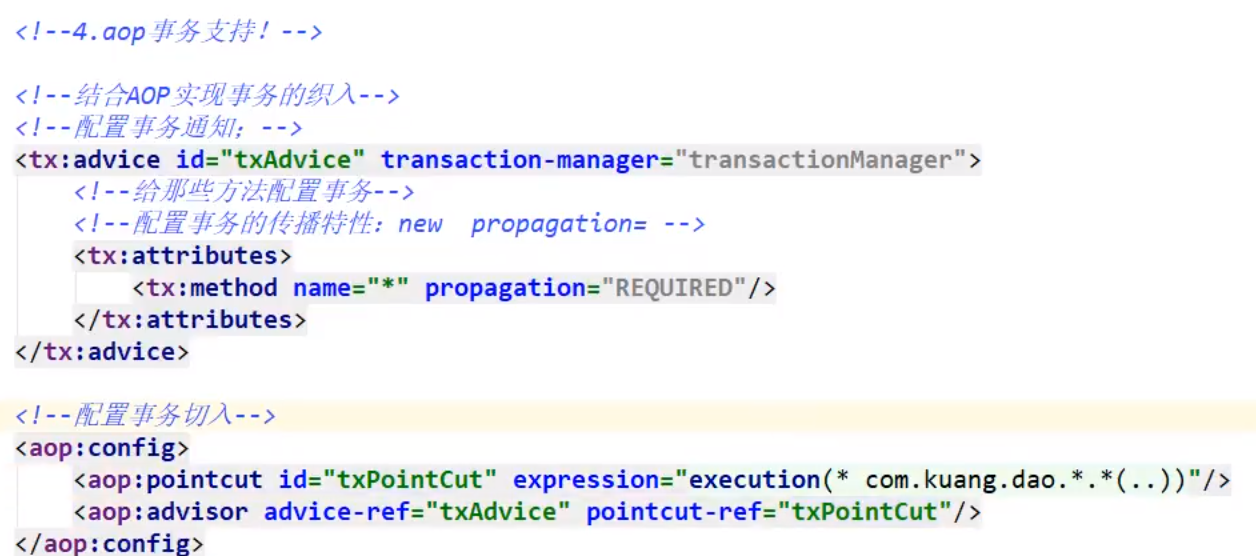 <!--4.aop事务支持！-->
<!--结合AOP实现事务的织入-->
<!--配置事务通知；-->
<tx:advice id="txAdvice" transaction-manager="transactionManager">
<!--给那些方法配置事务-->
<!--配置事务的传播特性：new  propagation= -->
<tx:attributes>
<tx:method name="*" propagation="REQUIRED"/>
</tx:attributes>
</tx:advice>
<!--配置事务切入-->
<aop:config>
<aop:pointcut id="txPointCut" expression="execution(* com.kuang.dao.*.*(..))"/>
<aop:advisor advice-ref="txAdvice" pointcut-ref="txPointCut"/>
</aop:config>